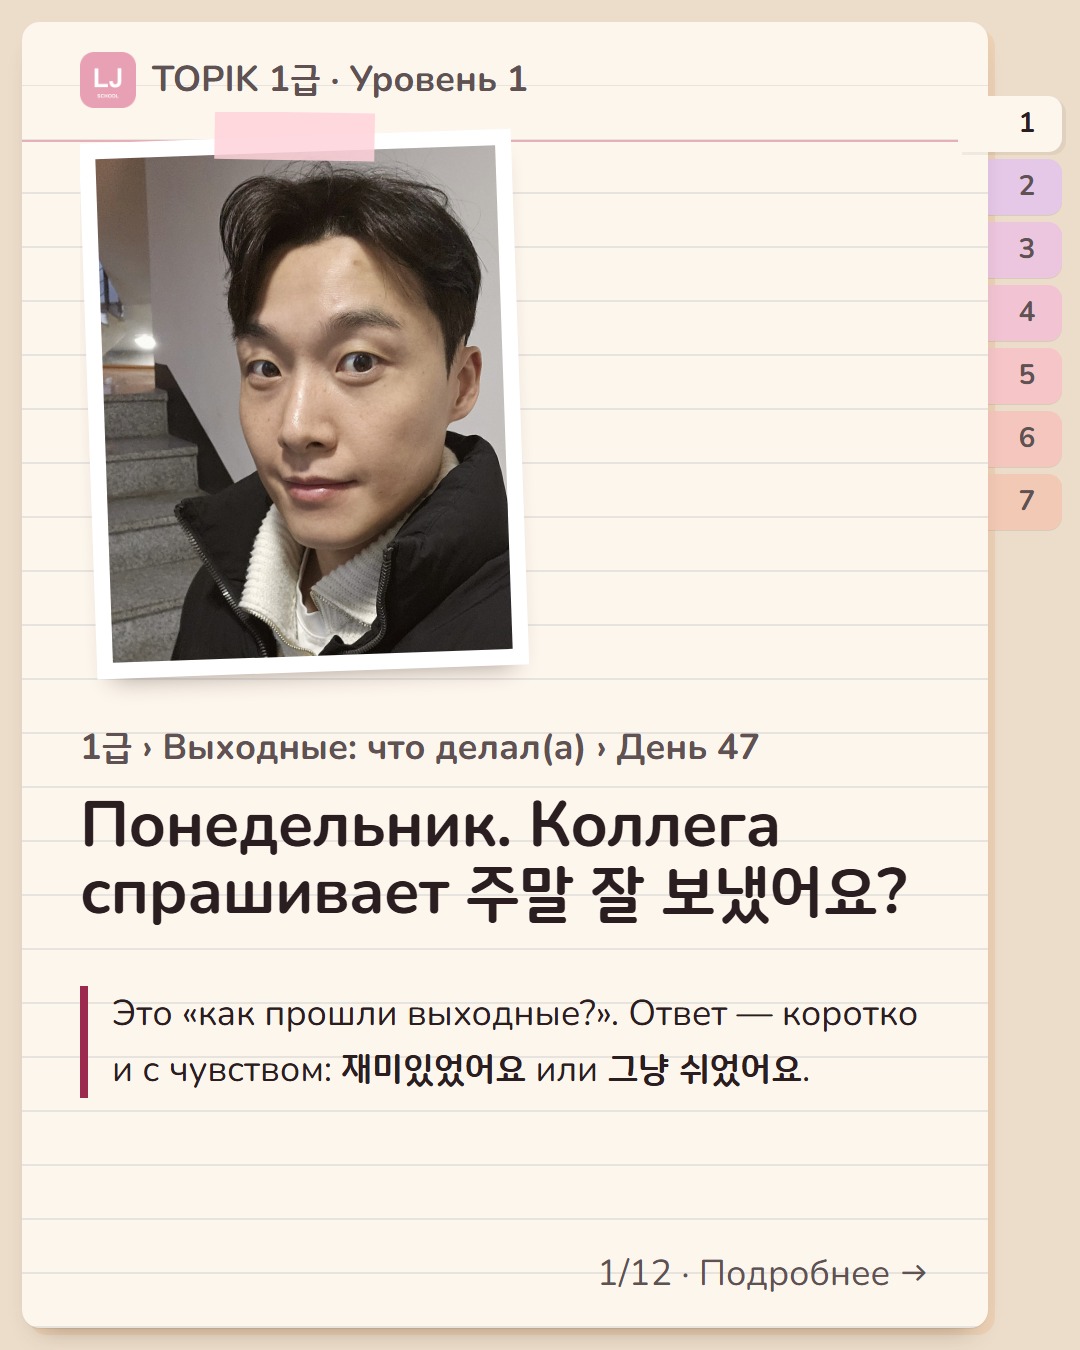 LJ
SCHOOL
TOPIK 1급 · Уровень 1
1
2
3
4
5
6
7
1급 › Выходные: что делал(а) › День 47
Понедельник. Коллега
спрашивает 주말 잘 보냈어요?
Это «как прошли выходные?». Ответ — коротко
и с чувством: 재미있었어요 или 그냥 쉬었어요.
1/12 · Подробнее →